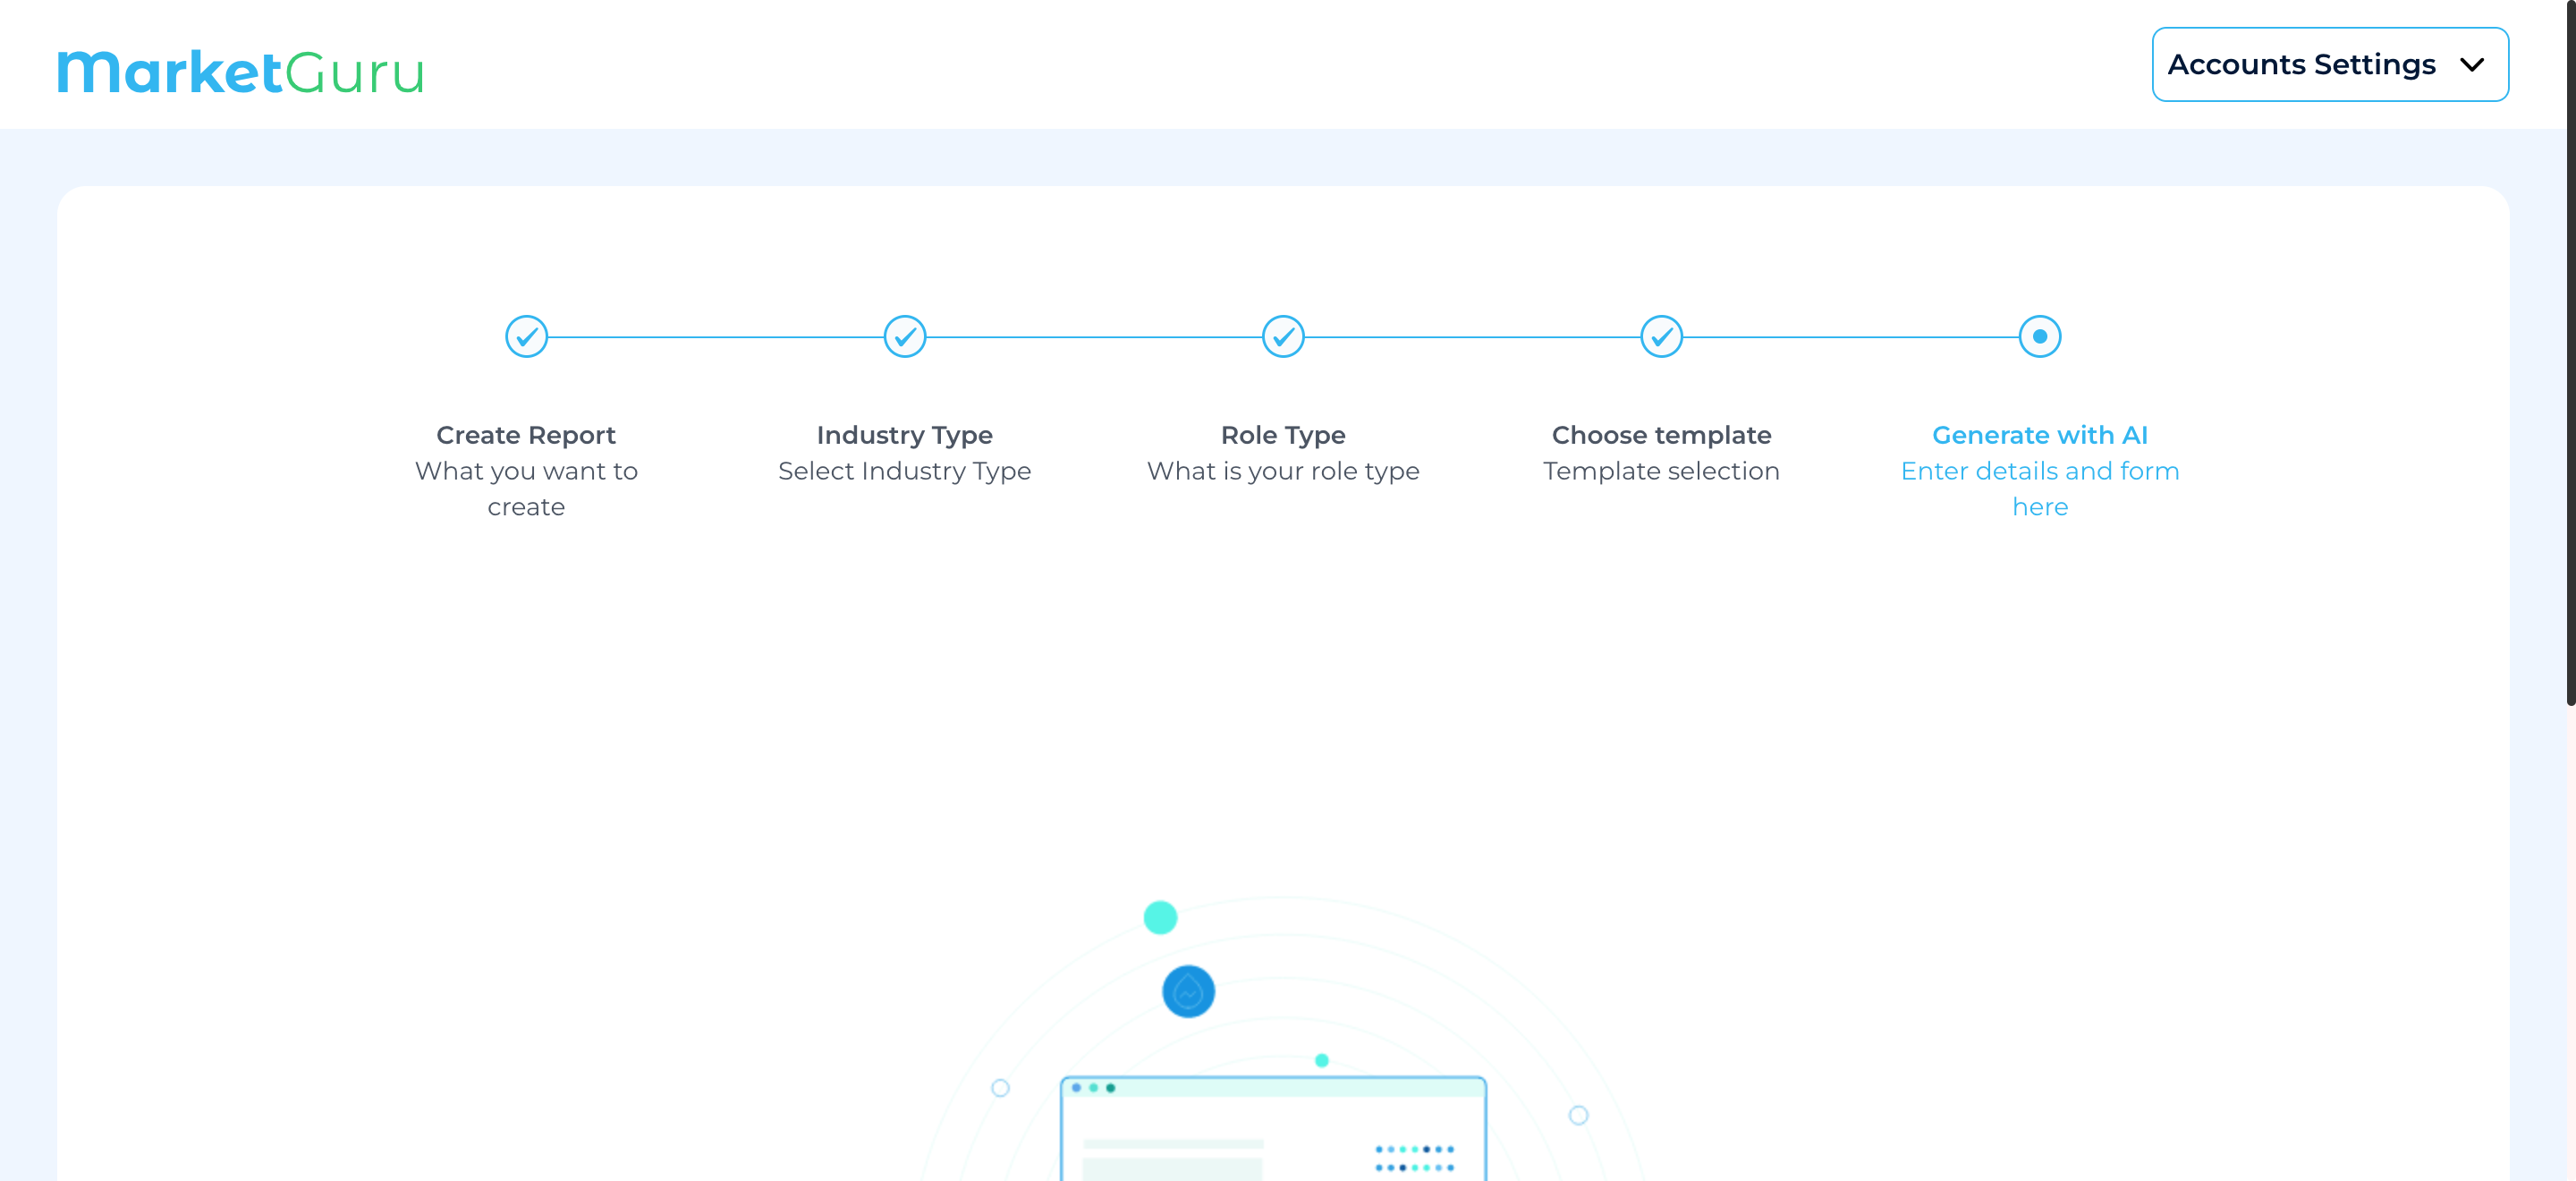 MarketGuru
Accounts Settings
Create Report
What you want to
create
Industry Type
Select Industry Type
Role Type
What is your role type
Choose template
Template selection
Generate with AI
Enter details and form
here